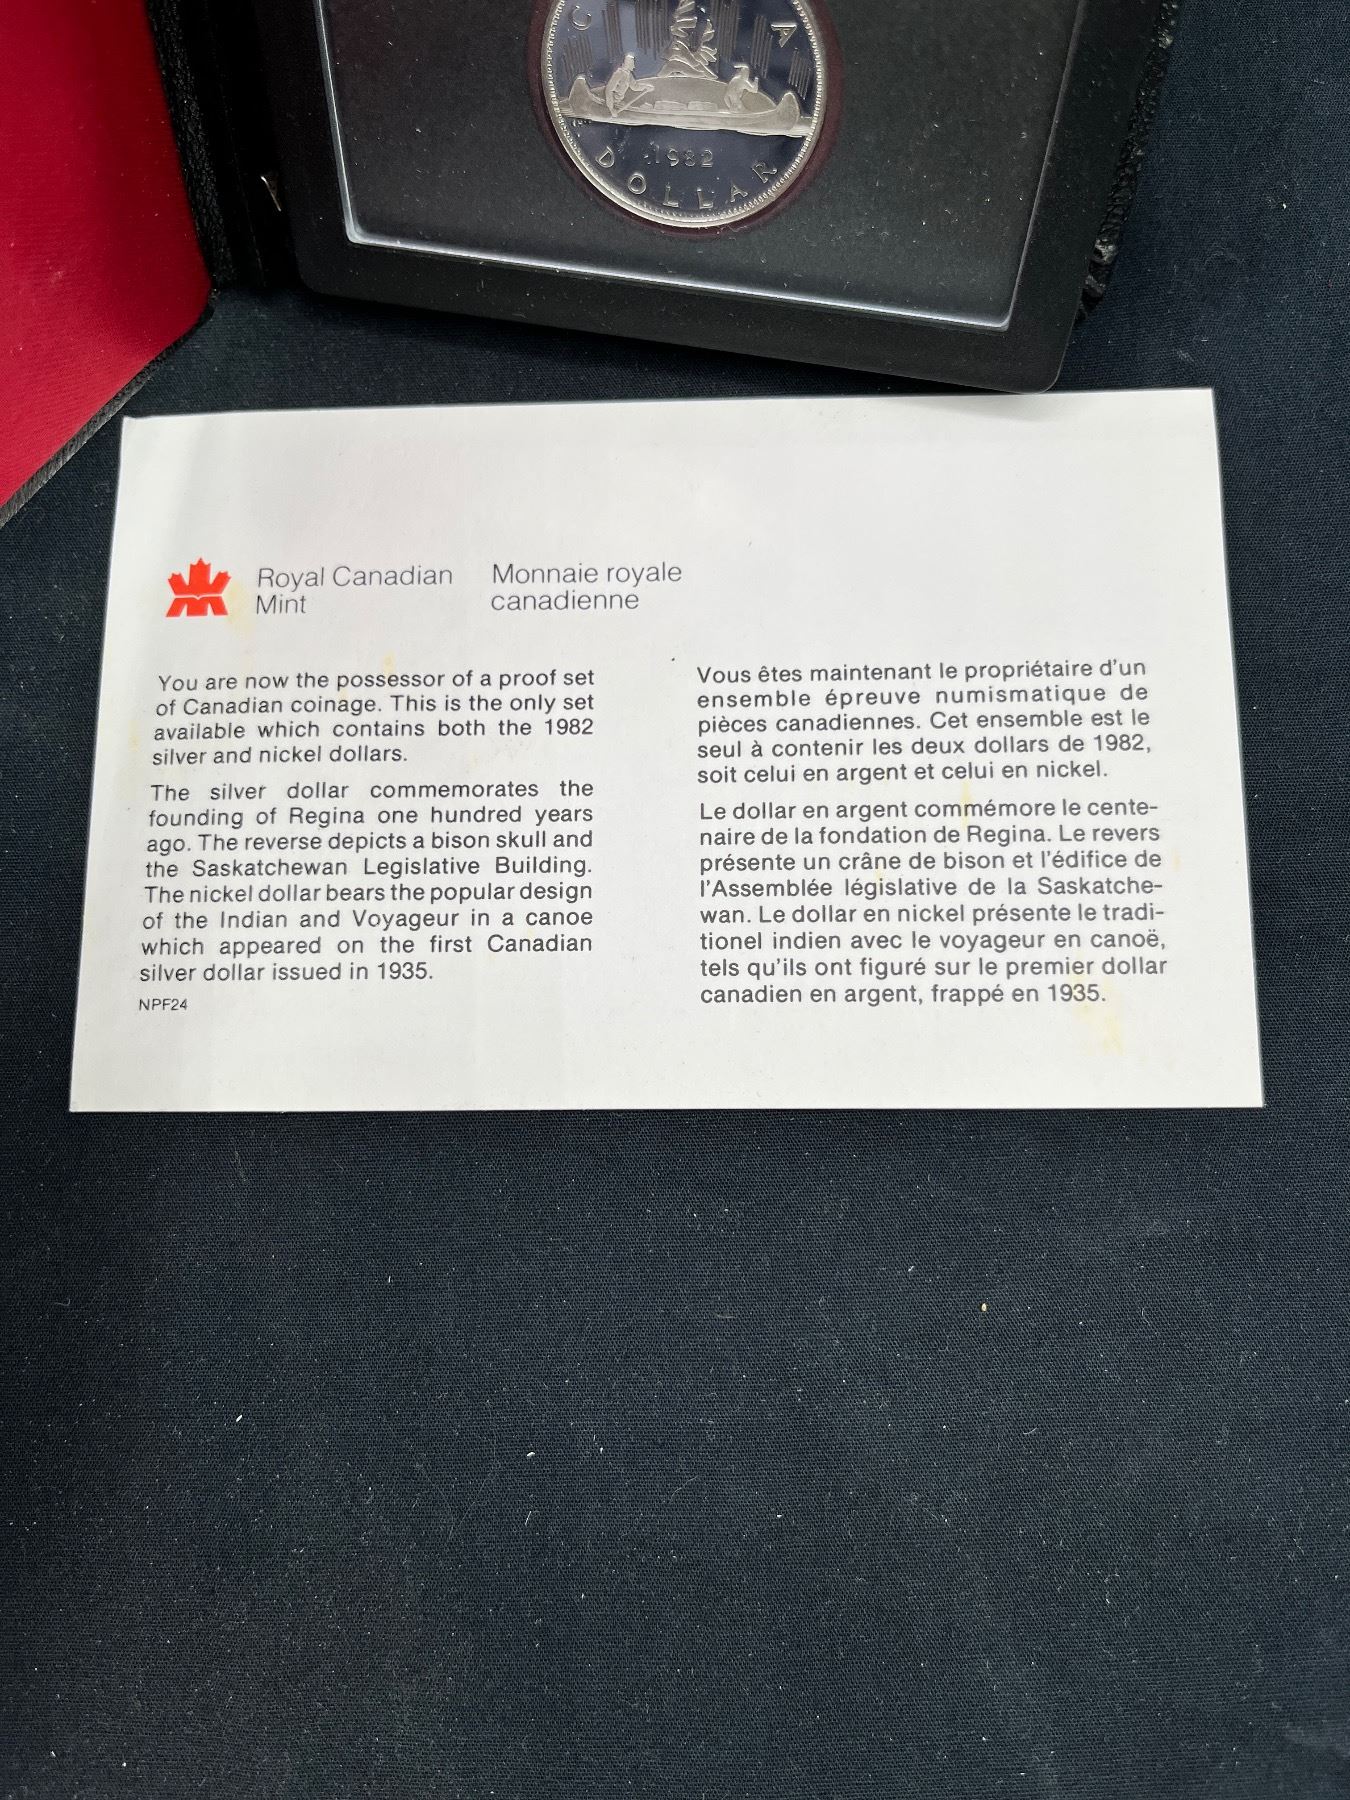 C A
1982
DOLLAR
Royal Canadian
Mint
Monnaie royale
canadienne
You are now the possessor of a proof set
of Canadian coinage. This is the only set
available which contains both the 1982
silver and nickel dollars.
The silver dollar commemorates the
founding of Regina one hundred years
ago. The reverse depicts a bison skull and
the Saskatchewan Legislative Building.
The nickel dollar bears the popular design
of the Indian and Voyageur in a canoe
which appeared on the first Canadian
silver dollar issued in 1935.
NPF24
Vous êtes maintenant le propriétaire d'un
ensemble épreuve numismatique de
pièces canadiennes. Cet ensemble est le
seul à contenir les deux dollars de 1982,
soit celui en argent et celui en nickel.
Le dollar en argent commémore le cente-
naire de la fondation de Regina. Le revers
présente un crâne de bison et l'édifice de
l'Assemblée législative de la Saskatche-
wan. Le dollar en nickel présente le tradi-
tionel indien avec le voyageur en canoë,
tels qu'ils ont figuré sur le premier dollar
canadien en argent, frappé en 1935.